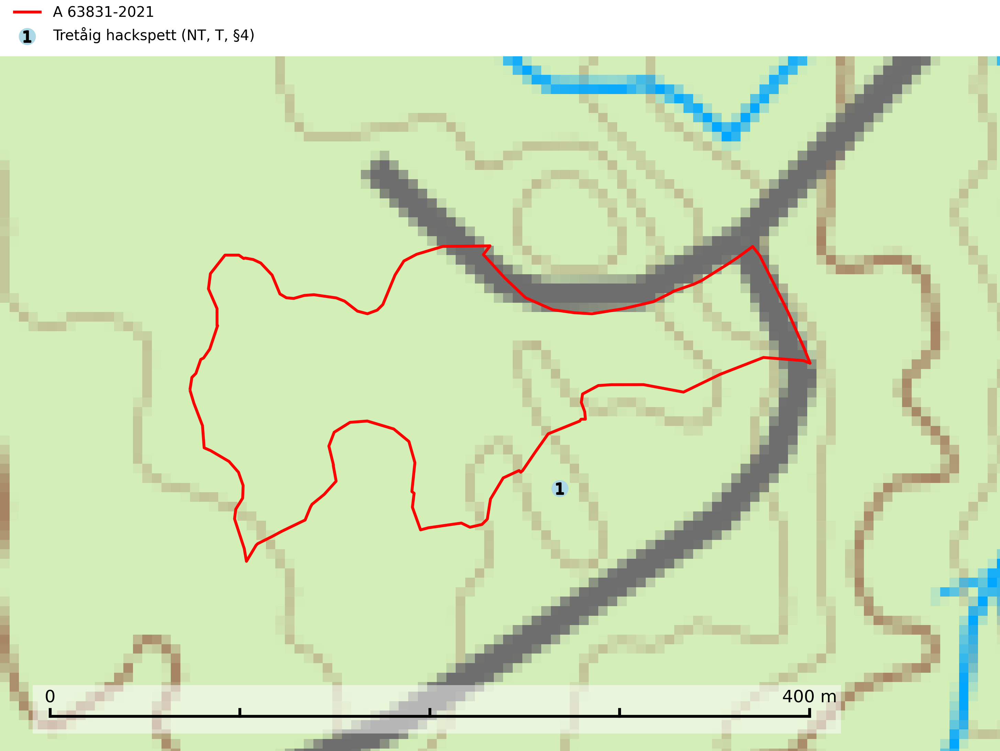 A 63831-2021
1 Tretåig hackspett (NT, T, §4)
1
0 400 m